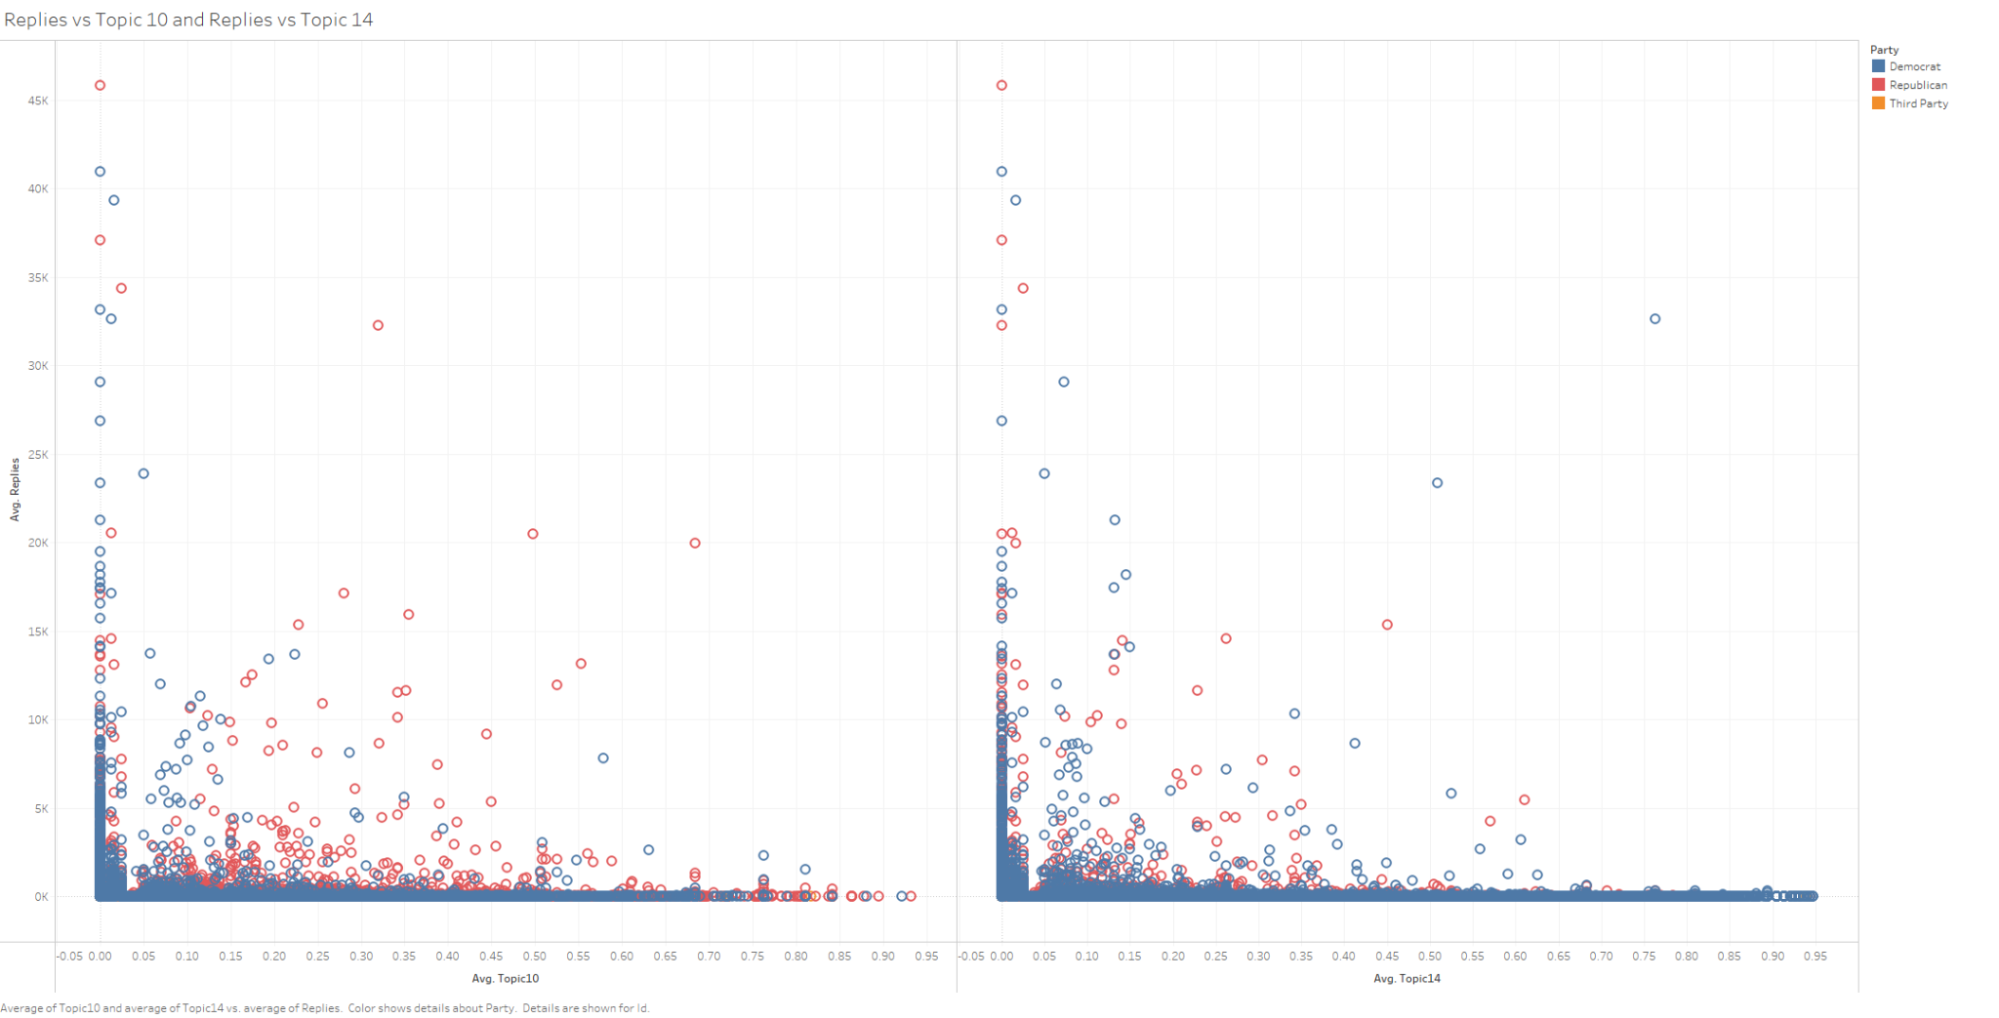 Replies vs Topic 10 and Replies vs Topic 14
Party
Democrat
Republican
Third Party
45K
40K
35K
30K
25K
20K
15K
10K
5K
0K
Avg. Replies
-0.05 0.00 0.05 0.10 0.15 0.20 0.25 0.30 0.35 0.40 0.45 0.50 0.55 0.60 0.65 0.70 0.75 0.80 0.85 0.90 0.95
Avg. Topic10
-0.05 0.00 0.05 0.10 0.15 0.20 0.25 0.30 0.35 0.40 0.45 0.50 0.55 0.60 0.65 0.70 0.75 0.80 0.85 0.90 0.95
Avg. Topic14
Average of Topic10 and average of Topic14 vs. average of Replies. Color shows details about Party. Details are shown for Id.